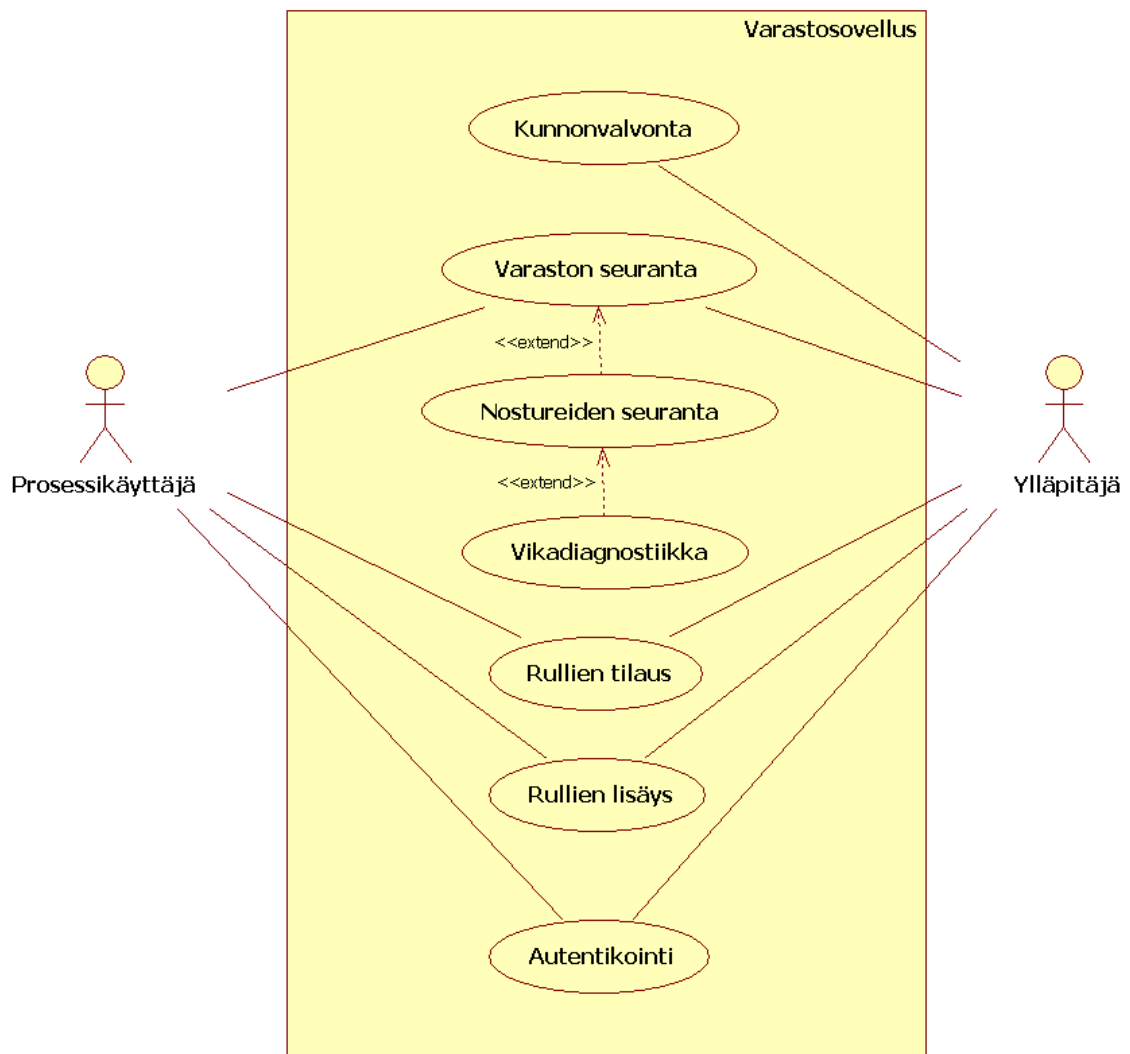 Varastosovellus
Kunnonvalvonta
Varaston seuranta
<<extend>>
Nostureiden seuranta
<<extend>>
Prosessikäyttäjä
Ylläpitäjä
Vikadiagnostiikka
Rullien tilaus
Rullien lisäys
Autentikointi